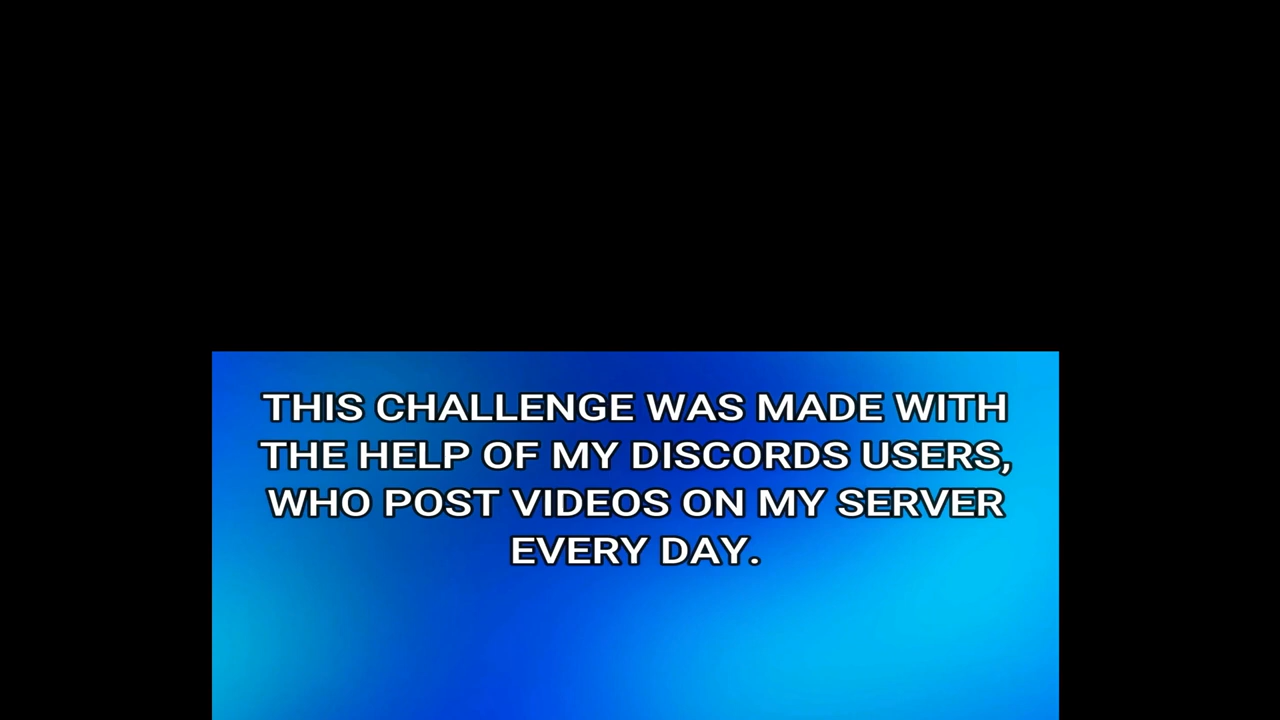 THIS CHALLENGE WAS MADE WITH
THE HELP OF MY DISCORDS USERS,
WHO POST VIDEOS ON MY SERVER
EVERY DAY.